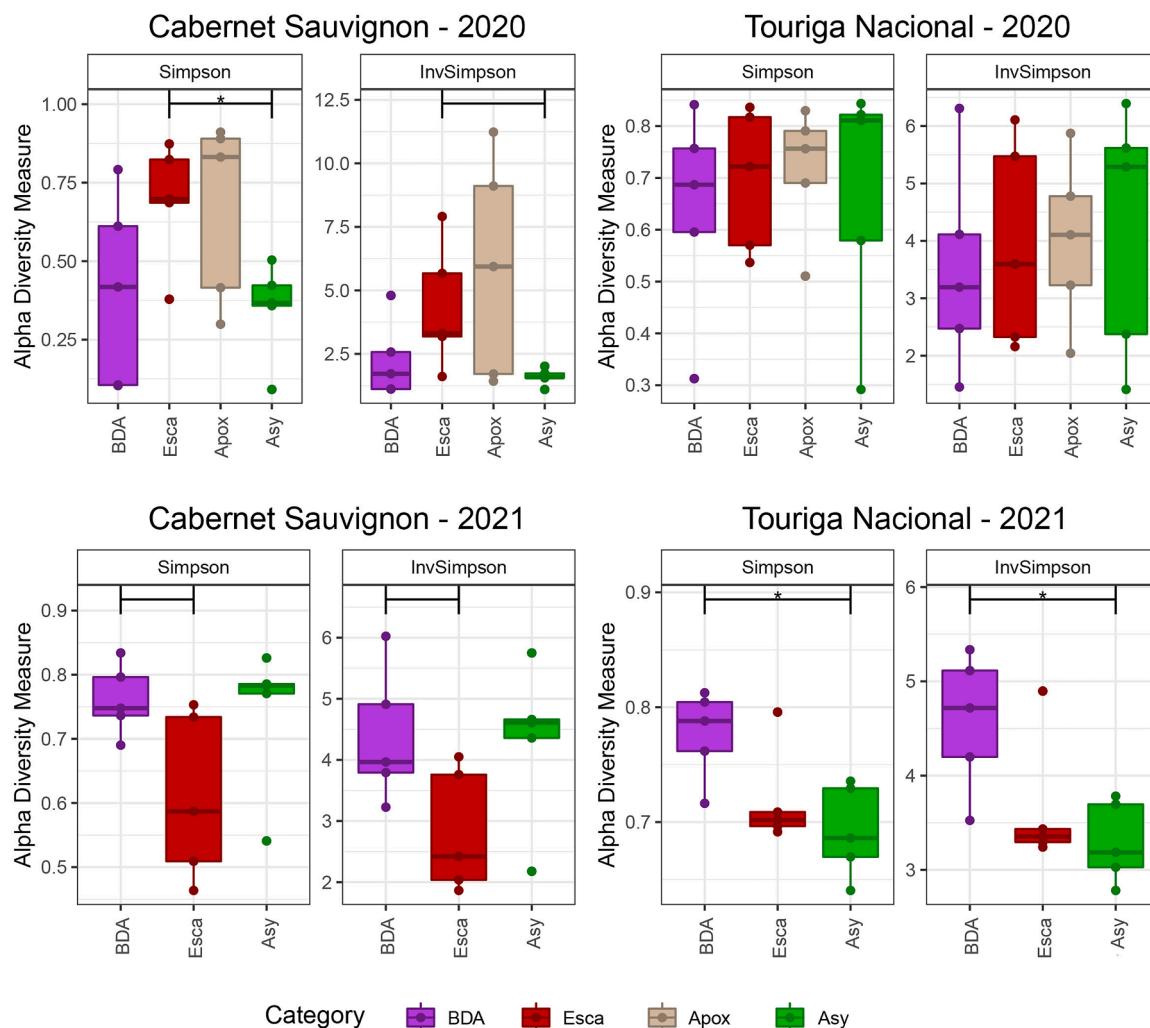 Cabernet Sauvignon - 2020
Touriga Nacional - 2020
Simpson
InvSimpson
Simpson
InvSimpson
Alpha Diversity Measure
1.00
0.75
0.50
0.25
*
BDA
Esca
Apox
Asy
12.5
10.0
7.5
5.0
2.5
BDA
Esca
Apox
Asy
Alpha Diversity Measure
0.8
0.7
0.6
0.5
0.4
0.3
BDA
Esca
Apox
Asy
6
5
4
3
2
BDA
Esca
Apox
Asy
Cabernet Sauvignon - 2021
Touriga Nacional - 2021
Simpson
InvSimpson
Simpson
InvSimpson
Alpha Diversity Measure
0.9
0.8
0.7
0.6
0.5
BDA
Esca
Asy
6
5
4
3
2
BDA
Esca
Asy
Alpha Diversity Measure
0.9
0.8
0.7
*
BDA
Esca
Asy
6
5
4
3
*
BDA
Esca
Asy
Category BDA Esca Apox Asy